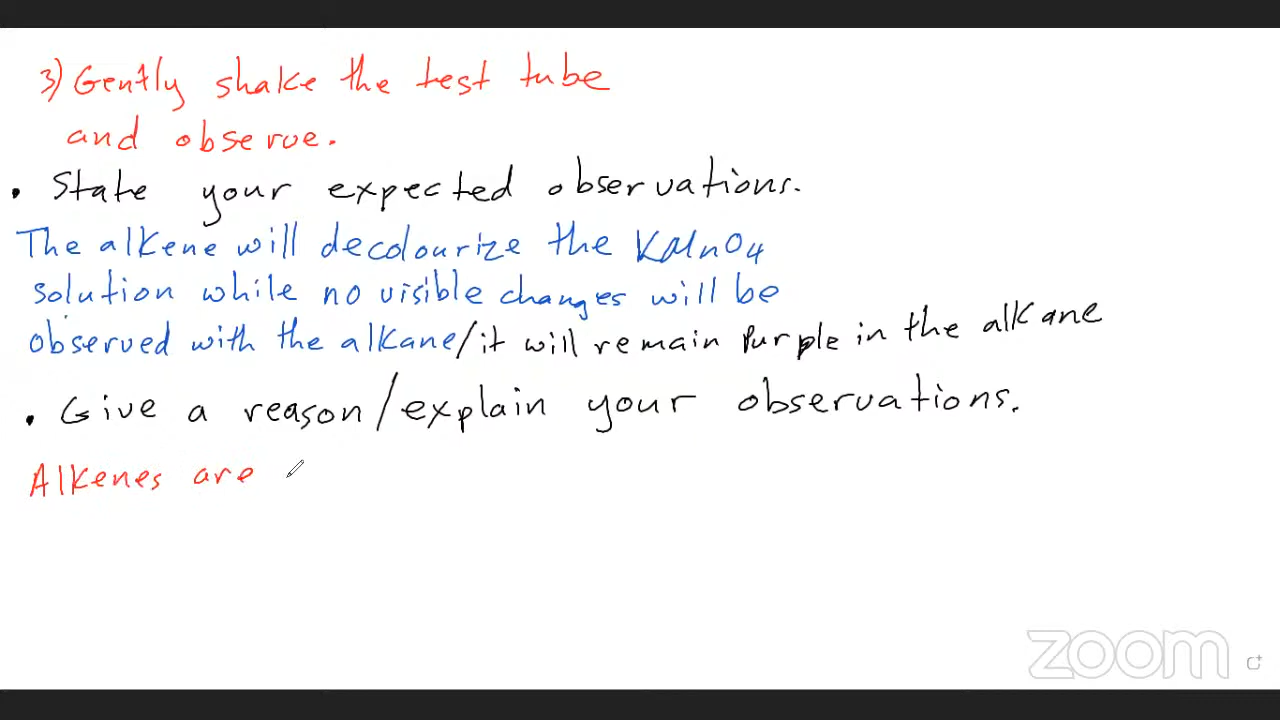 3) Gently shake the test tube
and observe.
• State your expected observations.
The alkene will decolourize the KMnO4
solution while no visible changes will be
observed with the alkane/it will remain purple in the alkane
• Give a reason/explain your observations.
Alkenes are
zoom